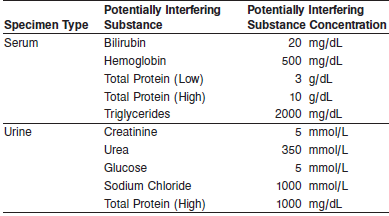 Potentially Interfering Potentially Interfering
Specimen Type Substance Substance Concentration
Serum Bilirubin 20 mg/dL
Hemoglobin 500 mg/dL
Total Protein (Low) 3 g/dL
Total Protein (High) 10 g/dL
Triglycerides 2000 mg/dL
Urine Creatinine 5 mmol/L
Urea 350 mmol/L
Glucose 5 mmol/L
Sodium Chloride 1000 mmol/L
Total Protein (High) 1000 mg/dL